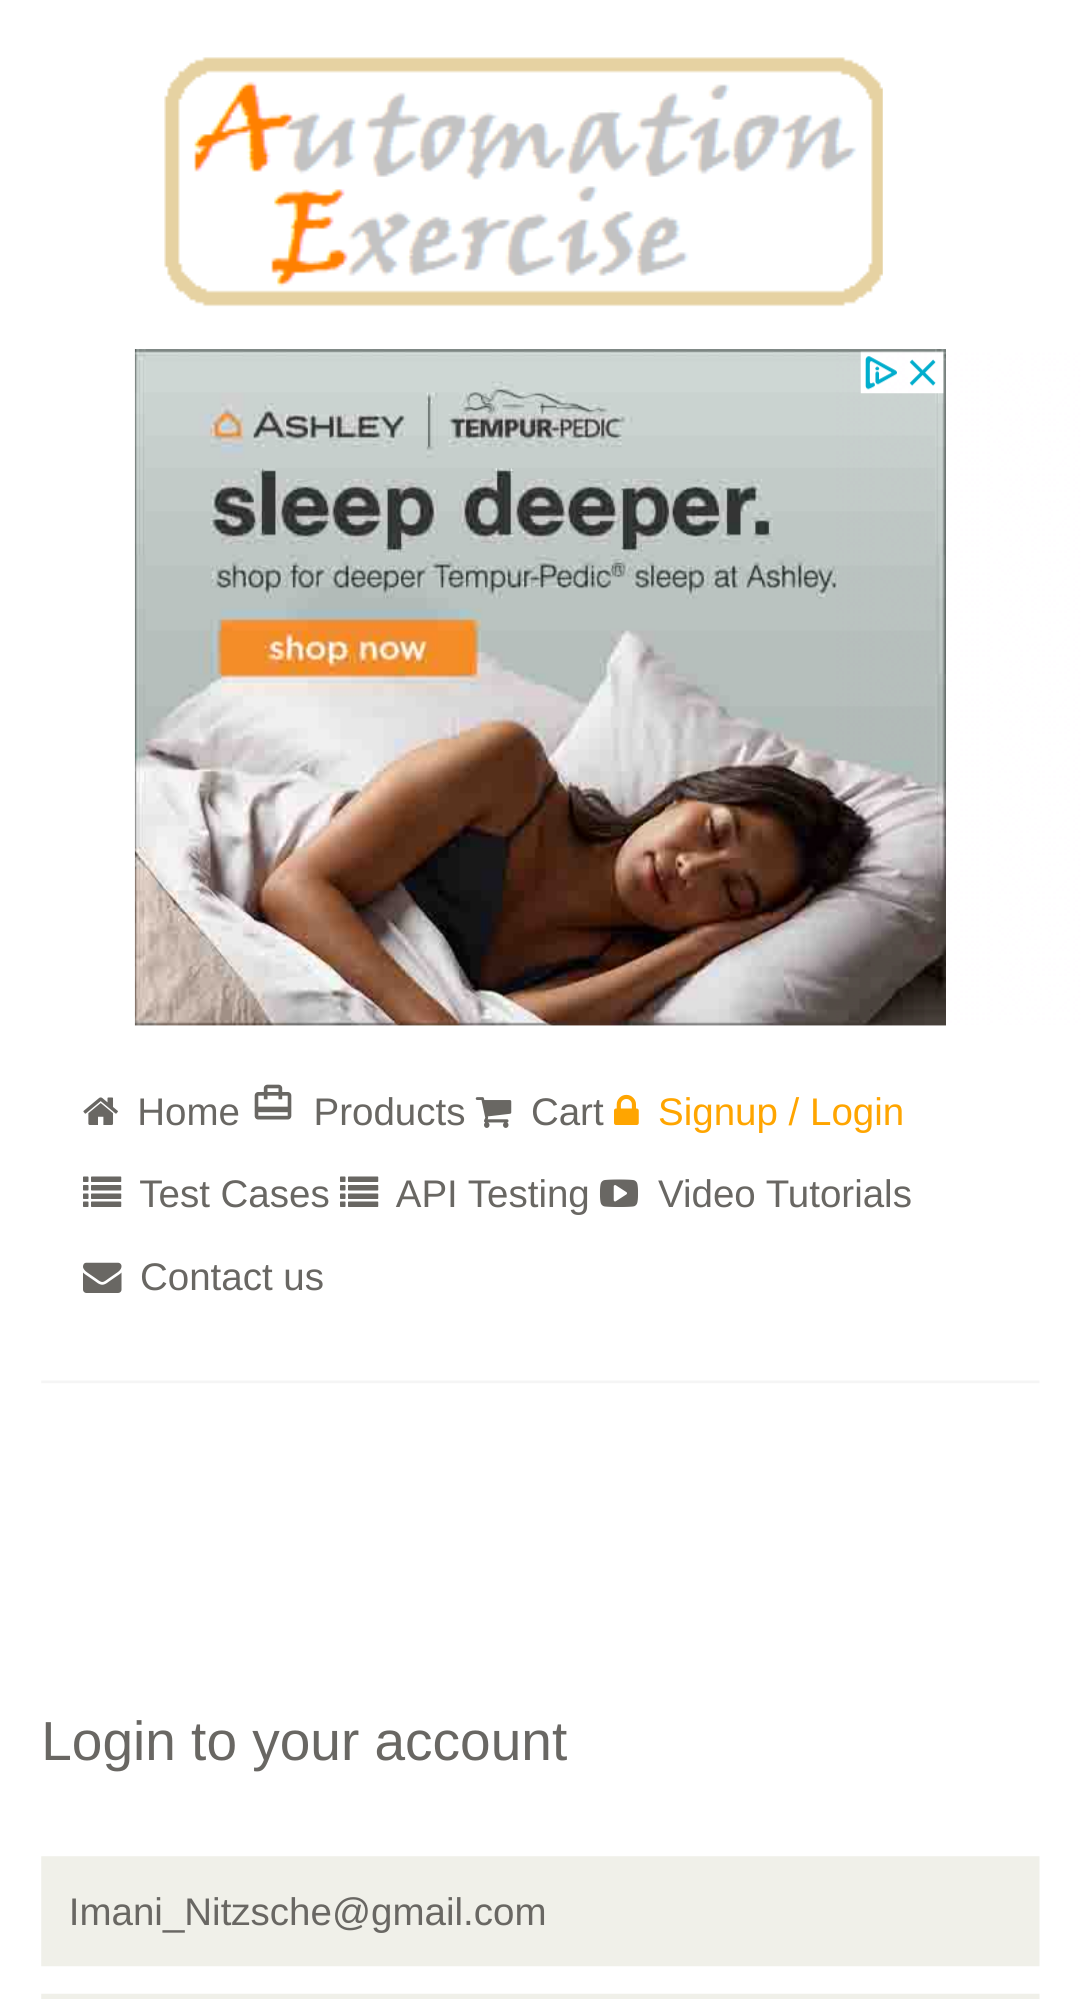 Automation
Exercise
ASHLEY | TEMPUR-PEDIC
sleep deeper.
shop for deeper Tempur-Pedic® sleep at Ashley.
shop now
Home Products Cart Signup / Login
Test Cases API Testing Video Tutorials
Contact us
Login to your account
Imani_Nitzsche@gmail.com